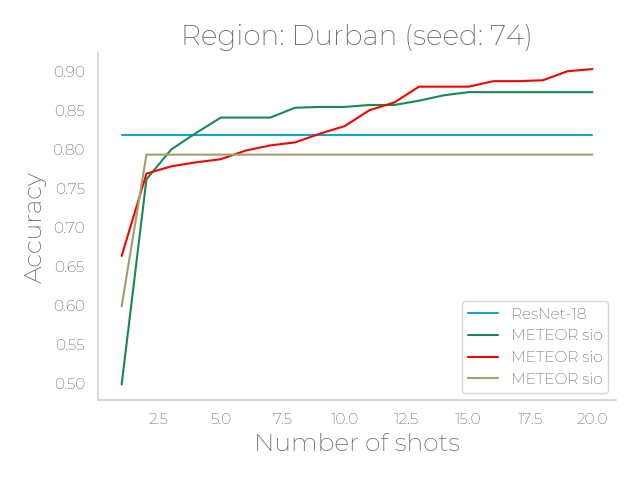 Region: Durban (seed: 74)
0.90
0.85
0.80
0.75
0.70
0.65
0.60
0.55
0.50
Accuracy
2.5 5.0 7.5 10.0 12.5 15.0 17.5 20.0
Number of shots
ResNet-18
METEOR sio
METEOR sio
METEOR sio